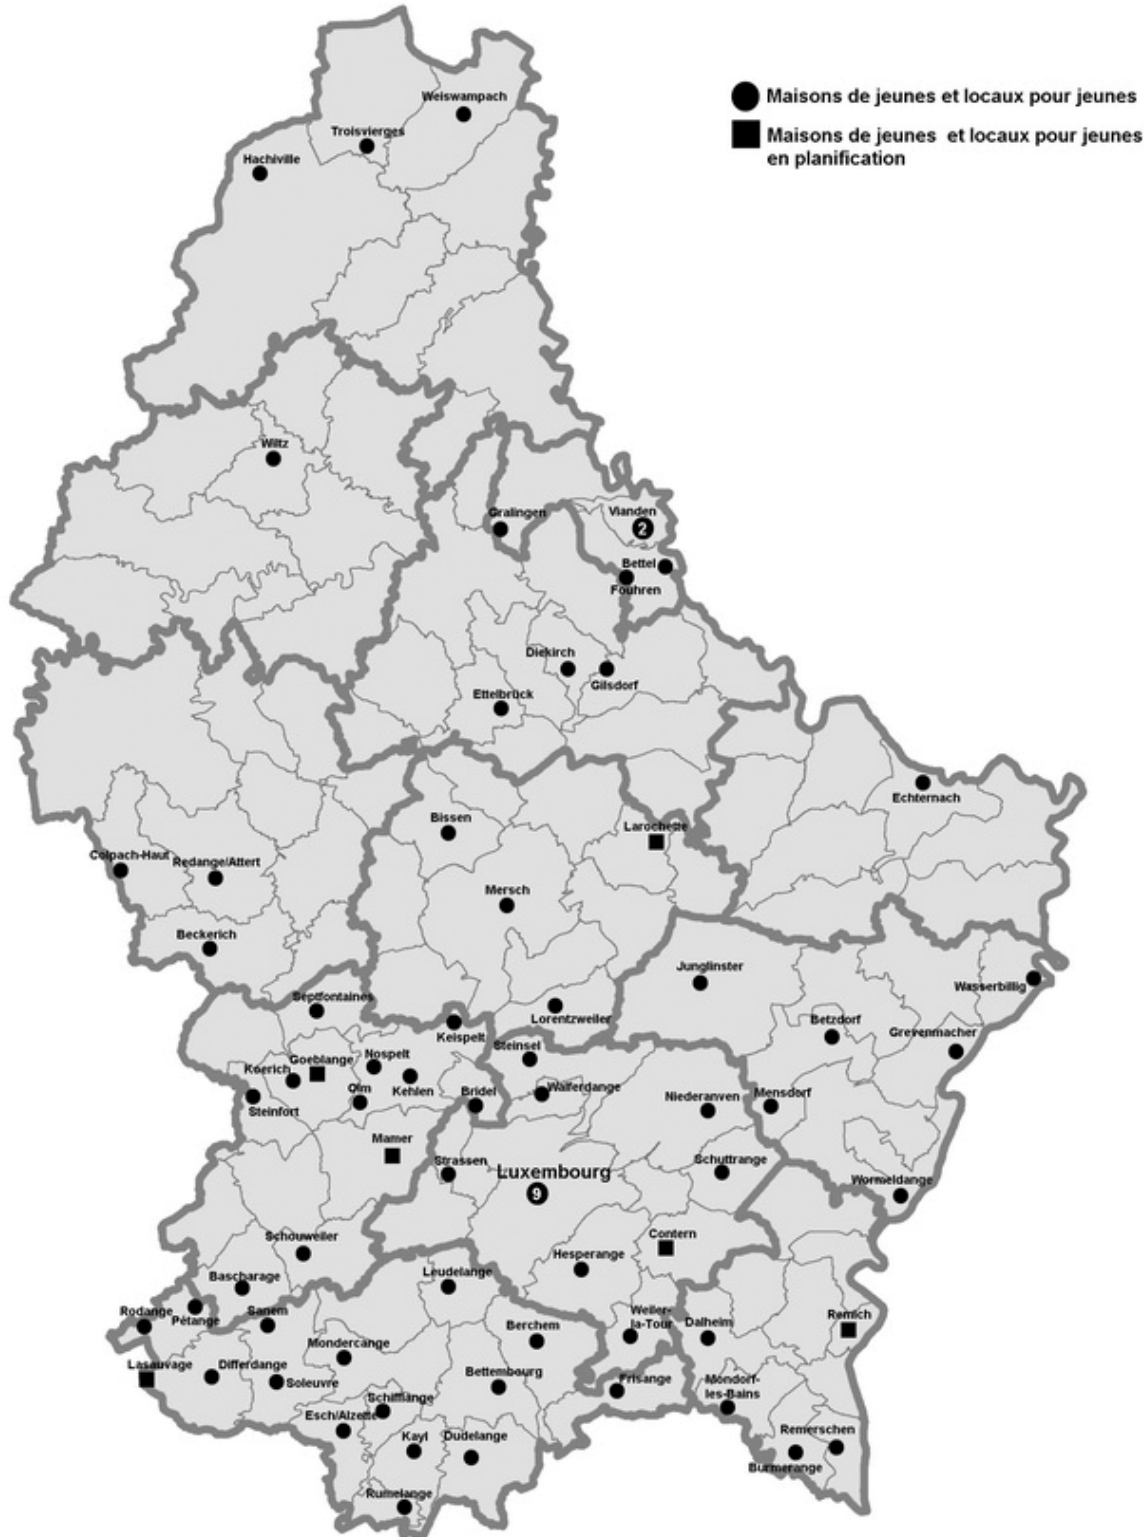 Maisons de jeunes et locaux pour jeunes
Maisons de jeunes et locaux pour jeunes
en planification
Weiswampach
Troisvierges
Hachiville
Wiltz
Gralingen
Vianden
2
Bettel
Fouhren
Diekirch
Gilsdorf
Ettelbrück
Echternach
Bissen
Larochette
Colpach-Haut
Redange/Attert
Mersch
Beckerich
Junglinster
Wasserbillig
Septfontaines
Lorentzweiler
Betzdorf
Keispelt
Grevenmacher
Steinsel
Nospelt
Goeblange
Koerich
Kehlen
Olm
Steinfort
Bridel
Walferdange
Niederanven
Mensdorf
Mamer
Strassen
Luxembourg
9
Schuttrange
Wormeldange
Schouweiler
Contern
Hesperange
Leudelange
Bascharage
Rodange
Pétange
Sanem
Berchem
Weiler-
la-Tour
Dalheim
Remich
Mondercange
Lasauvage
Differdange
Soleuvre
Bettembourg
Frisange
Mondorf-
les-Bains
Schifflange
Esch/Alzette
Kayl
Dudelange
Remerschen
Burmerange
Rumelange